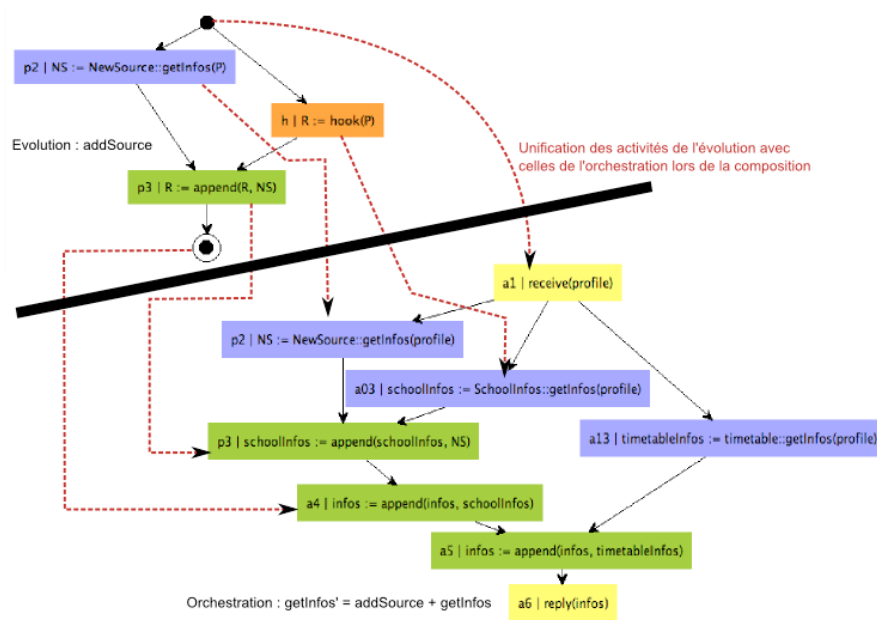 p2 | NS := NewSource::getInfos(P)
h | R := hook(P)
Evolution : addSource
Unification des activités de l'évolution avec
celles de l'orchestration lors de la composition
p3 | R := append(R, NS)
a1 | receive(profile)
p2 | NS := NewSource::getInfos(profile)
a03 | schoolInfos := SchoolInfos::getInfos(profile)
p3 | schoolInfos := append(schoolInfos, NS)
a13 | timetableInfos := timetable::getInfos(profile)
a4 | infos := append(infos, schoolInfos)
a5 | infos := append(infos, timetableInfos)
Orchestration : getInfos' = addSource + getInfos
a6 | reply(infos)